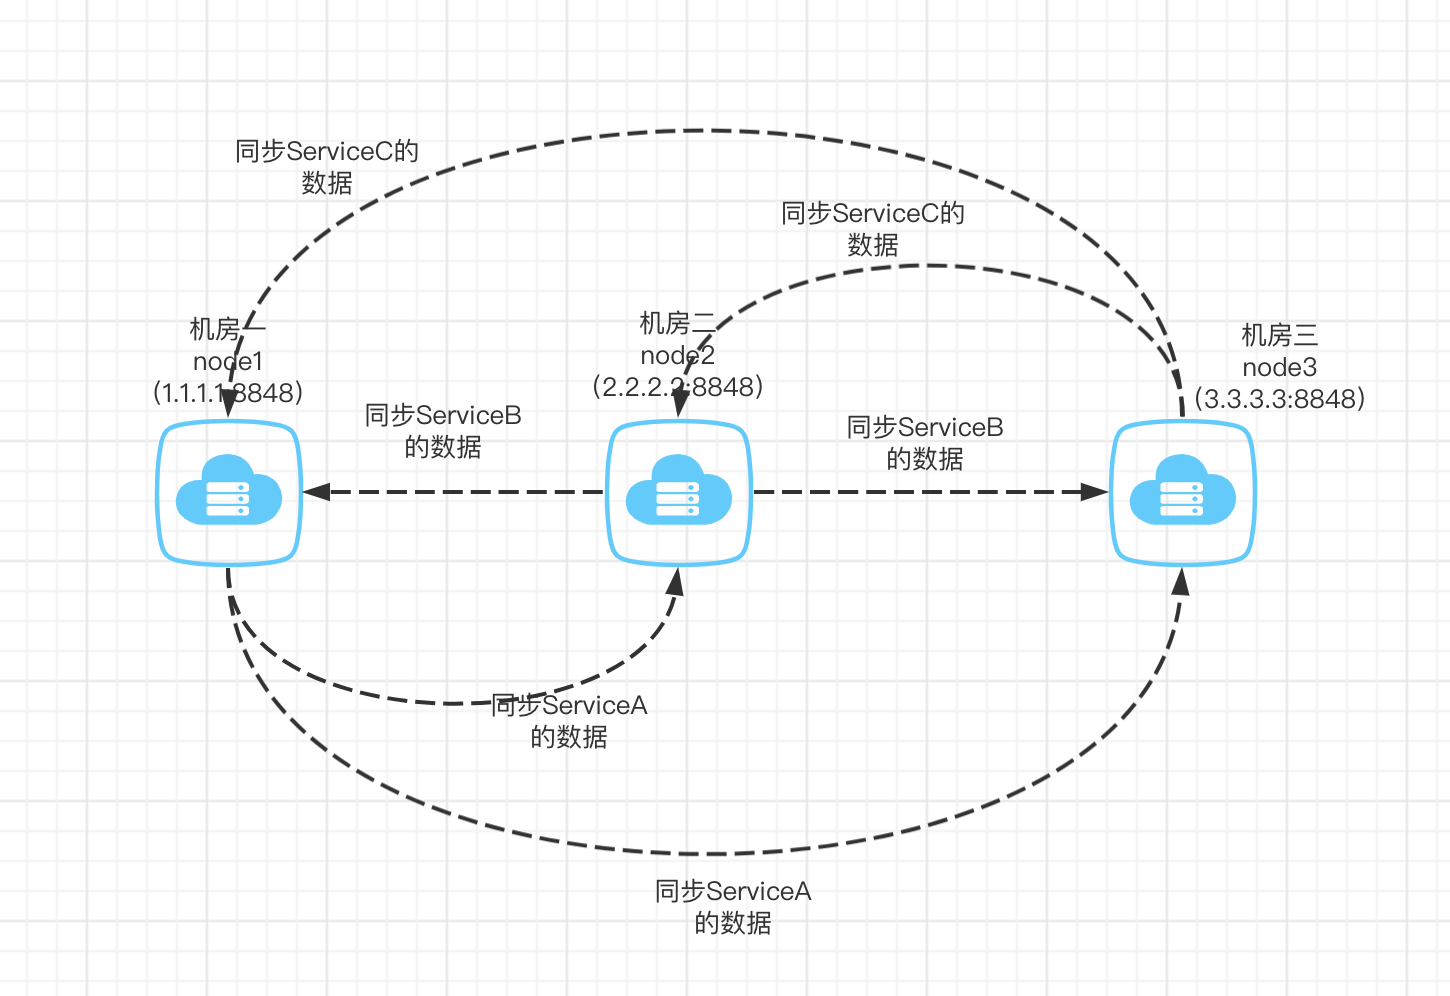 同步ServiceC的
数据
同步ServiceC的
数据
机房一
node1
(1.1.1.1:8848)
机房二
node2
(2.2.2.2:8848)
机房三
node3
(3.3.3.3:8848)
同步ServiceB
的数据
同步ServiceB
的数据
同步ServiceA
的数据
同步ServiceA
的数据